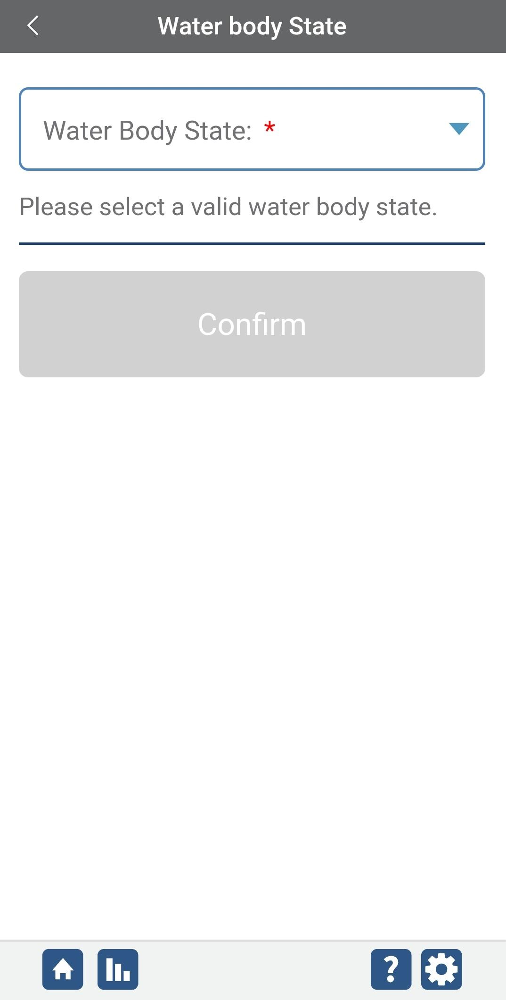 Water body State
Water Body State: *
Please select a valid water body state.
Confirm
?